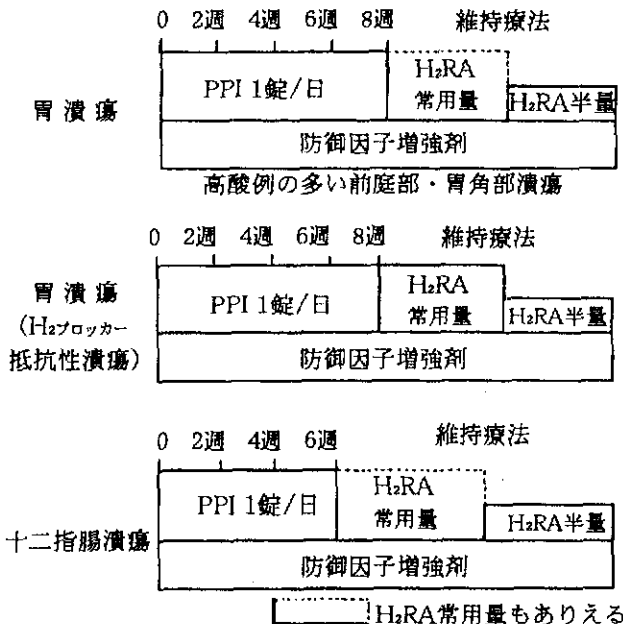 0 2週 4週 6週 8週 維持療法
胃潰瘍
PPI 1錠/日
H₂RA
常用量
H₂RA半量
防御因子増強剤
高酸例の多い前庭部・胃角部潰瘍
0 2週 4週 6週 8週 維持療法
胃潰瘍
(H₂ブロッカー
抵抗性潰瘍)
PPI 1錠/日
H₂RA
常用量
H₂RA半量
防御因子増強剤
0 2週 4週 6週 維持療法
十二指腸潰瘍
PPI 1錠/日
H₂RA
常用量
H₂RA半量
防御因子増強剤
H₂RA常用量もありえる